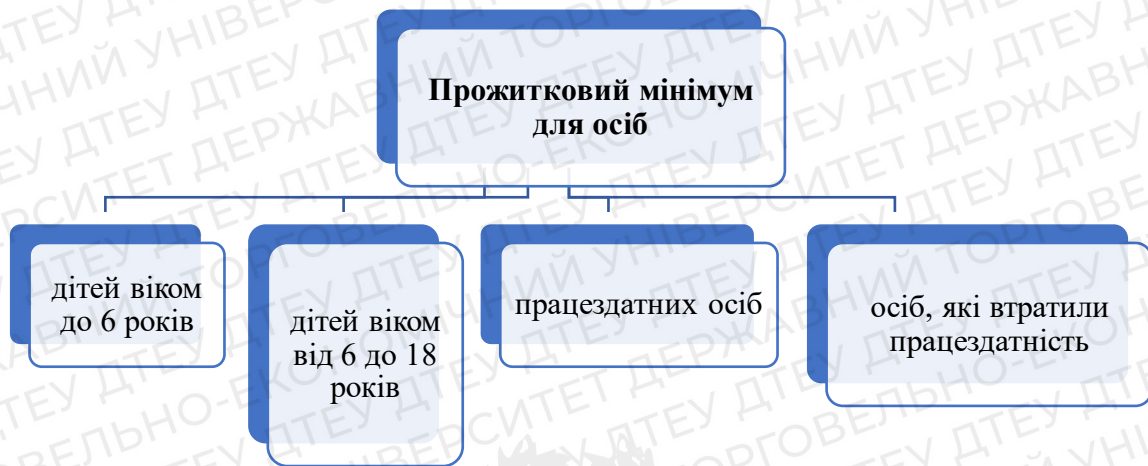 Прожитковий мінімум
для осіб
дітей віком
до 6 років
дітей віком
від 6 до 18
років
працездатних осіб
осіб, які втратили
працездатність